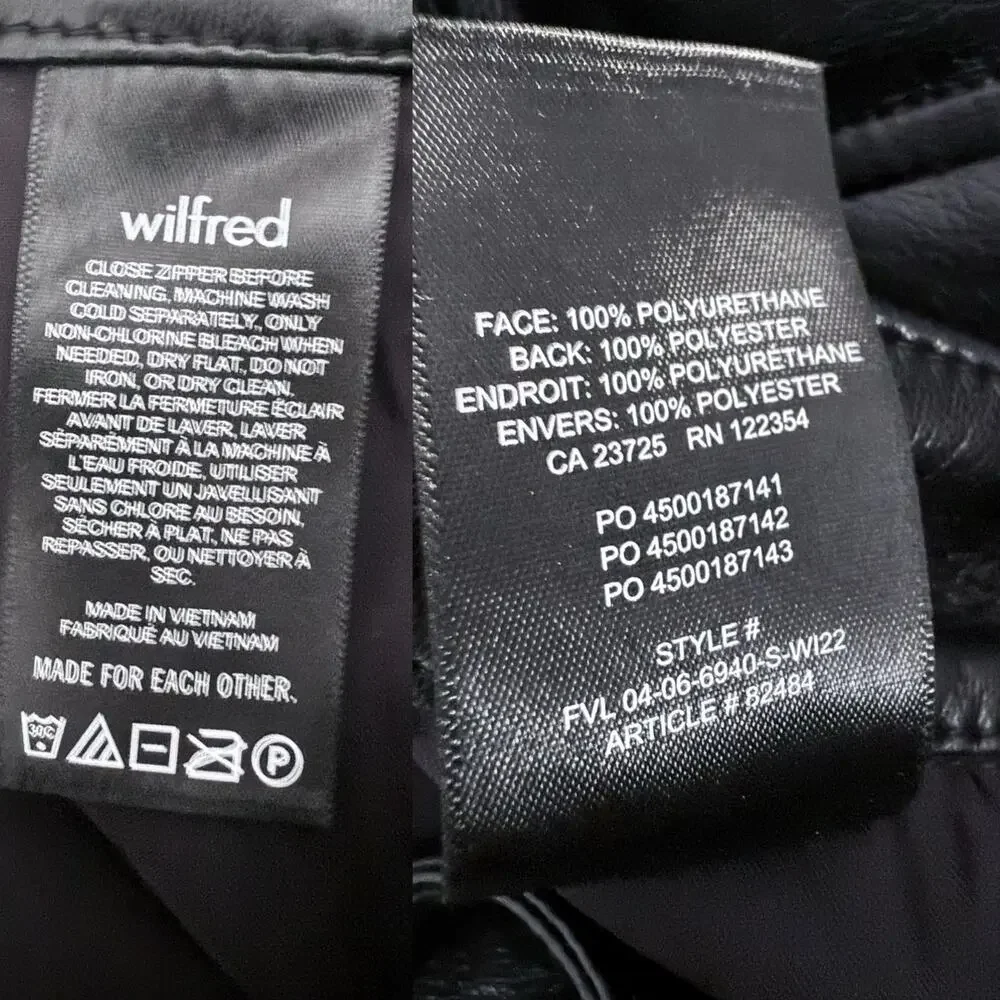 wilfred
CLOSE ZIPPER BEFORE
CLEANING, MACHINE WASH
COLD SEPARATELY, ONLY
NON-CHLORINE BLEACH WHEN
NEEDED, DRY FLAT, DO NOT
IRON, OR DRY CLEAN.
FERMER LA FERMETURE ÉCLAIR
AVANT DE LAVER, LAVER
SÉPARÉMENT À LA MACHINE À
L'EAU FROIDE, UTILISER
SEULEMENT UN JAVELLISANT
SANS CHLORE AU BESOIN,
SÉCHER À PLAT, NE PAS
REPASSER, OU NETTOYER À
SEC.
MADE IN VIETNAM
FABRIQUÉ AU VIETNAM
MADE FOR EACH OTHER.
30°C
P
FACE: 100% POLYURETHANE
BACK: 100% POLYESTER
ENDROIT: 100% POLYURETHANE
ENVERS: 100% POLYESTER
CA 23725 RN 122354
PO 4500187141
PO 4500187142
PO 4500187143
STYLE #
FVL 04-06-6940-S-WI22
ARTICLE # 82484